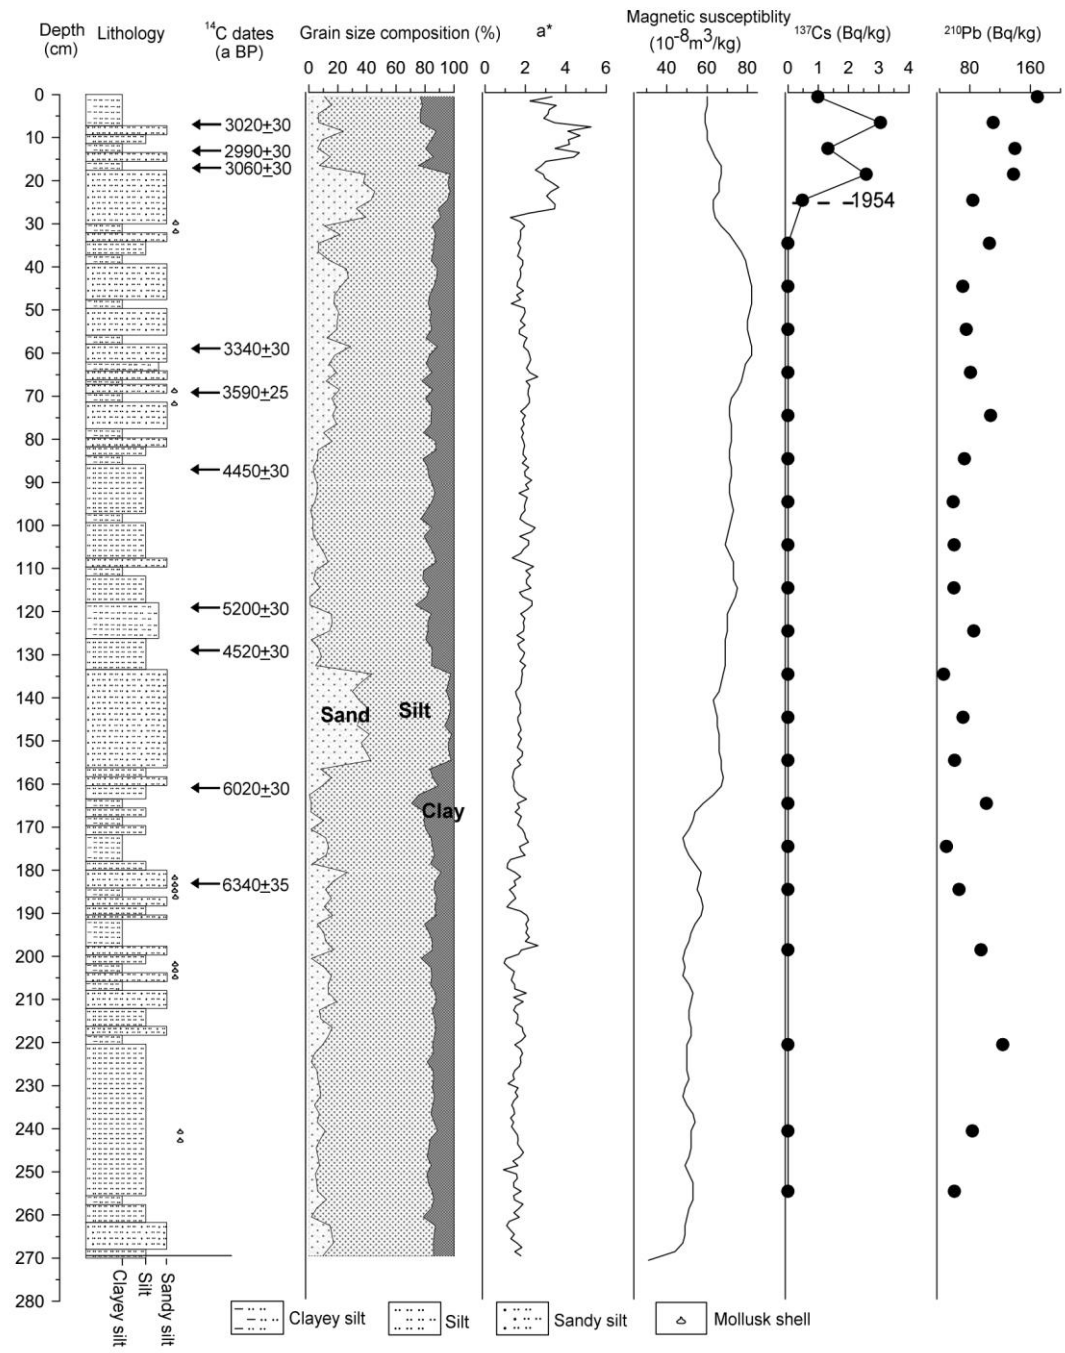 Depth
(cm)
Lithology
14C dates
(a BP)
Grain size composition (%)
a*
Magnetic susceptiblity
(10-8m3/kg)
137Cs (Bq/kg)
210Pb (Bq/kg)
0 20 40 60 80 100
0 2 4 6
40 60 80
0 1 2 3 4
80 160
0
10
20
30
40
50
60
70
80
90
100
110
120
130
140
150
160
170
180
190
200
210
220
230
240
250
260
270
280
3020±30
2990±30
3060±30
3340±30
3590±25
4450±30
5200±30
4520±30
6020±30
6340±35
Sand
Silt
Clay
1954
Clayey silt
Silt
Sandy silt
Clayey silt
Silt
Sandy silt
Mollusk shell